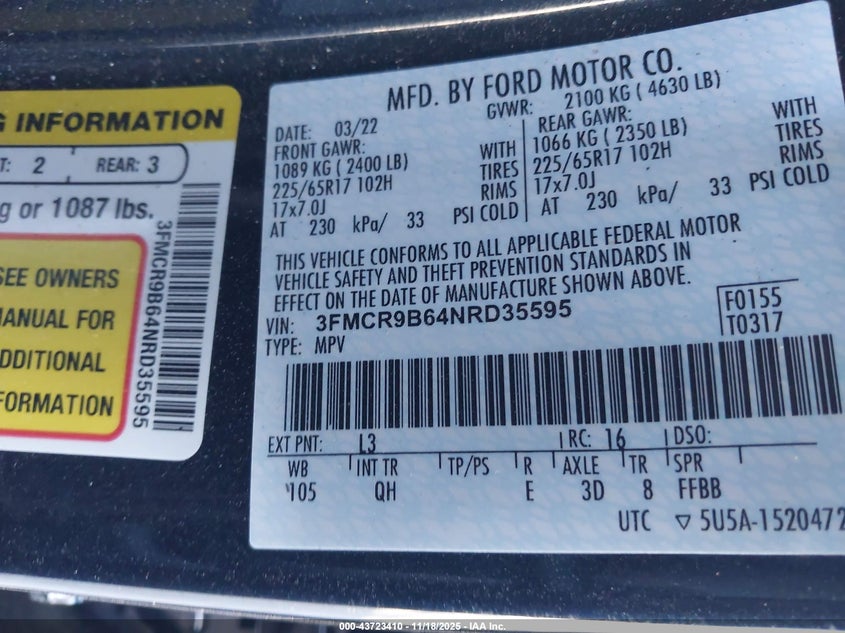 G INFORMATION
T: 2 REAR: 3
g or 1087 lbs.
SEE OWNERS
MANUAL FOR
ADDITIONAL
FORMATION
3FMCR9B64NRD35595
MFD. BY FORD MOTOR CO.
GVWR: 2100 KG ( 4630 LB)
DATE: 03/22
FRONT GAWR:
1089 KG ( 2400 LB) WITH
225/65R17 102H TIRES
17x7.0J RIMS
AT 230 kPa/ 33 PSI COLD
REAR GAWR:
1066 KG ( 2350 LB) WITH
225/65R17 102H TIRES
17x7.0J RIMS
AT 230 kPa/ 33 PSI COLD
THIS VEHICLE CONFORMS TO ALL APPLICABLE FEDERAL MOTOR
VEHICLE SAFETY AND THEFT PREVENTION STANDARDS IN
EFFECT ON THE DATE OF MANUFACTURE SHOWN ABOVE.
VIN: 3FMCR9B64NRD35595
TYPE: MPV
F0155
T0317
EXT PNT: L3 RC: 16 DSO:
WB INT TR TP/PS R AXLE TR SPR
105 QH E 3D 8 FFBB
UTC ▽ 5U5A-1520472
000-43723410 - 11/18/2025 - IAA, Inc.